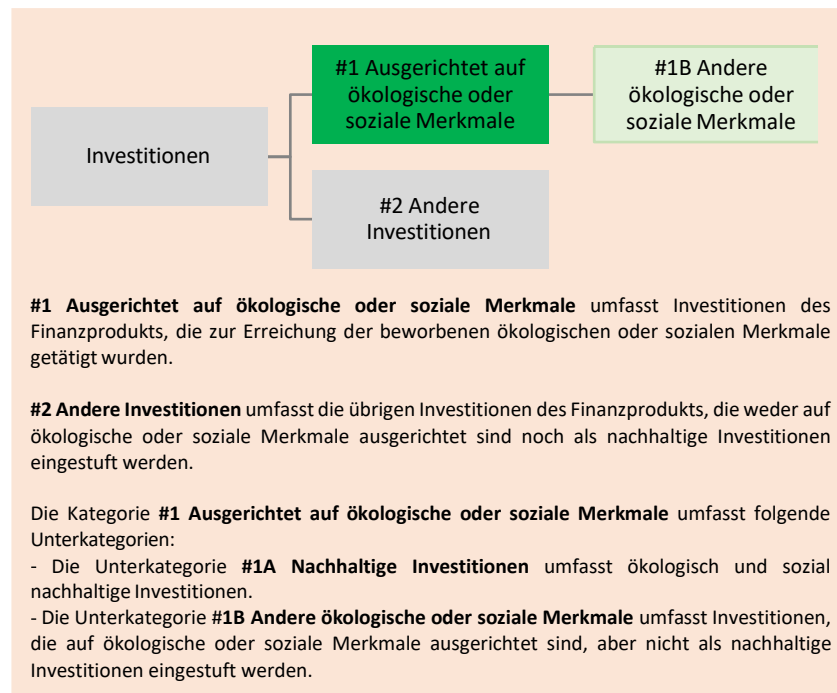 #1 Ausgerichtet auf
ökologische oder
soziale Merkmale
#1B Andere
ökologische oder
soziale Merkmale
Investitionen
#2 Andere
Investitionen
#1 Ausgerichtet auf ökologische oder soziale Merkmale umfasst Investitionen des
Finanzprodukts, die zur Erreichung der beworbenen ökologischen oder sozialen Merkmale
getätigt wurden.
#2 Andere Investitionen umfasst die übrigen Investitionen des Finanzprodukts, die weder auf
ökologische oder soziale Merkmale ausgerichtet sind noch als nachhaltige Investitionen
eingestuft werden.
Die Kategorie #1 Ausgerichtet auf ökologische oder soziale Merkmale umfasst folgende
Unterkategorien:
- Die Unterkategorie #1A Nachhaltige Investitionen umfasst ökologisch und sozial
nachhaltige Investitionen.
- Die Unterkategorie #1B Andere ökologische oder soziale Merkmale umfasst Investitionen,
die auf ökologische oder soziale Merkmale ausgerichtet sind, aber nicht als nachhaltige
Investitionen eingestuft werden.